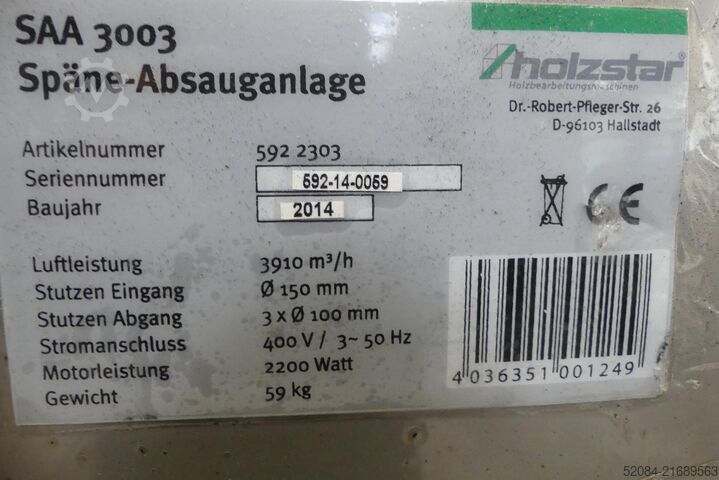 SAA 3003
Späne-Absauganlage
holzstar
Holzbearbeitungsmaschinen
Dr.-Robert-Pfleger-Str. 26
D-96103 Hallstadt
Artikelnummer 592 2303
Seriennummer 592-14-0059
Baujahr 2014
CE
Luftleistung 3910 m³/h
Stutzen Eingang Ø 150 mm
Stutzen Abgang 3 x Ø 100 mm
Stromanschluss 400 V / 3~ 50 Hz
Motorleistung 2200 Watt
Gewicht 59 kg
4 036351 001249
52084-21689563